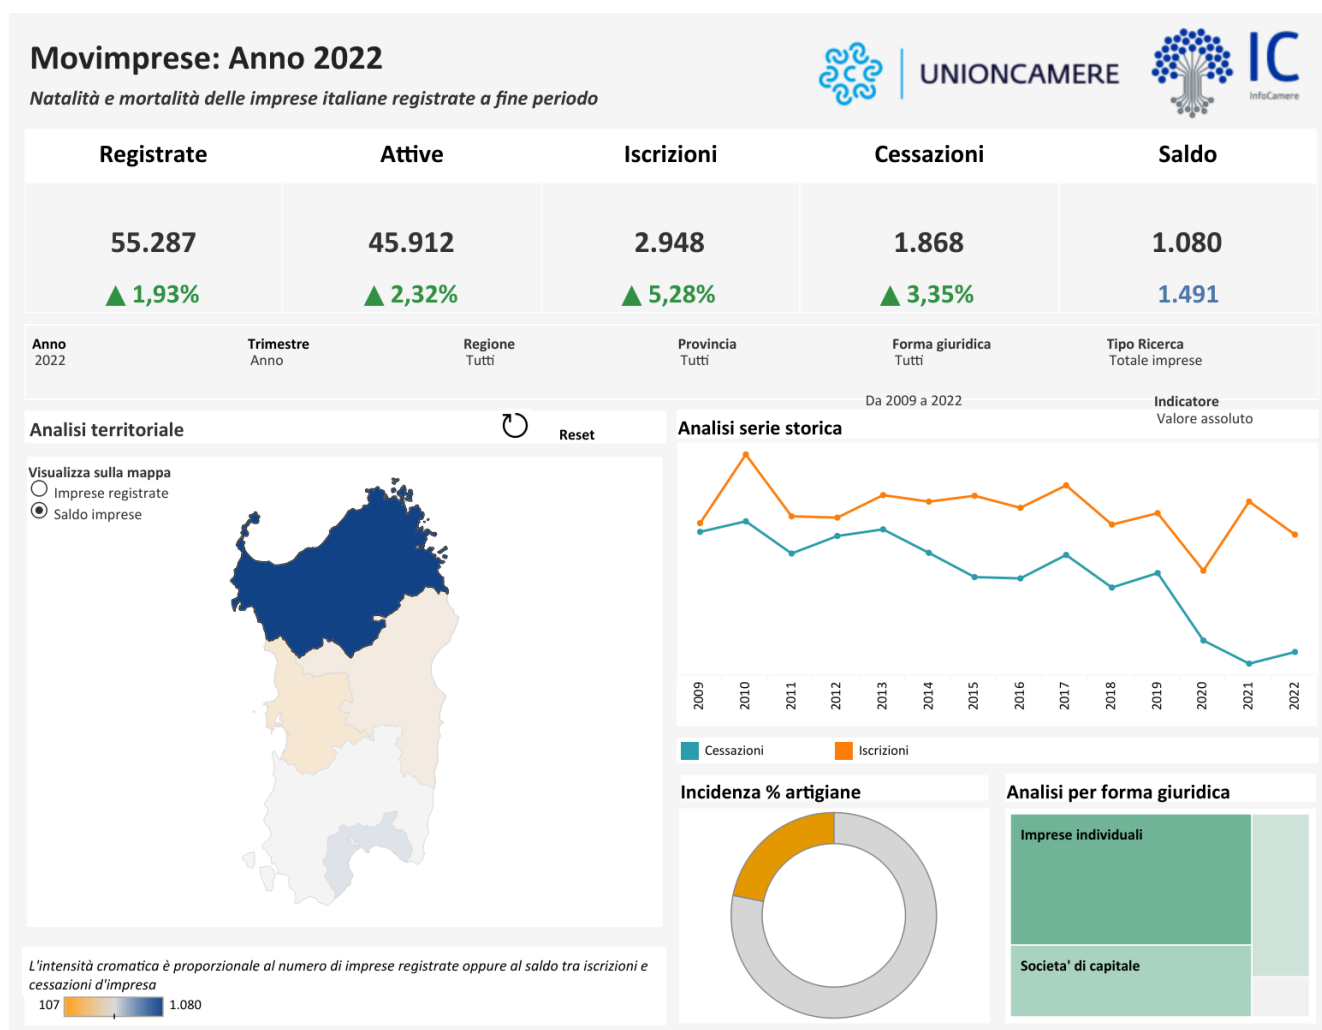 Movimprese: Anno 2022
Natalità e mortalità delle imprese italiane registrate a fine periodo
UNIONCAMERE
IC
InfoCamere
Registrate
Attive
Iscrizioni
Cessazioni
Saldo
55.287
45.912
2.948
1.868
1.080
▲ 1,93%
▲ 2,32%
▲ 5,28%
▲ 3,35%
1.491
Anno
2022
Trimestre
Anno
Regione
Tutti
Provincia
Tutti
Forma giuridica
Tutti
Tipo Ricerca
Totale imprese
Da 2009 a 2022
Indicatore
Valore assoluto
Analisi territoriale
Reset
Visualizza sulla mappa
Imprese registrate
Saldo imprese
L'intensità cromatica è proporzionale al numero di imprese registrate oppure al saldo tra iscrizioni e
cessazioni d'impresa
107
1.080
Analisi serie storica
2009
2010
2011
2012
2013
2014
2015
2016
2017
2018
2019
2020
2021
2022
Cessazioni
Iscrizioni
Incidenza % artigiane
Analisi per forma giuridica
Imprese individuali
Societa' di capitale